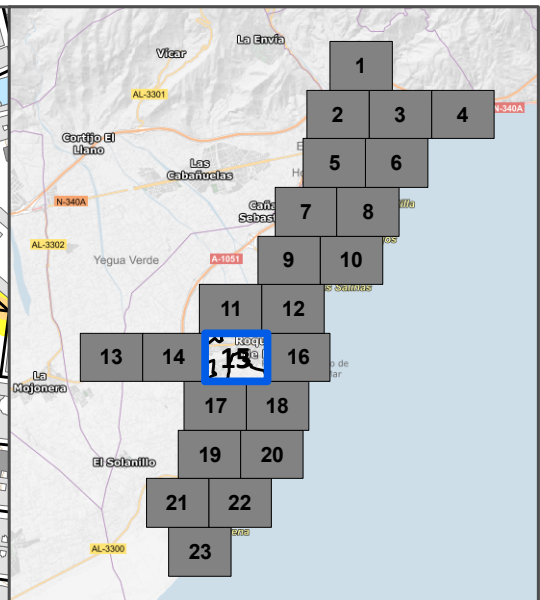 La Envía
Vícar
1
AL-3301
2
3
4
N-340A
Cortijo El
Llano
Las
Cabañuelas
5
6
N-340A
7
8
AL-3302
Yegua Verde
A-1051
9
10
11
12
13
14
15
16
La
Mojonera
17
18
El Solanillo
19
20
21
22
AL-3300
23